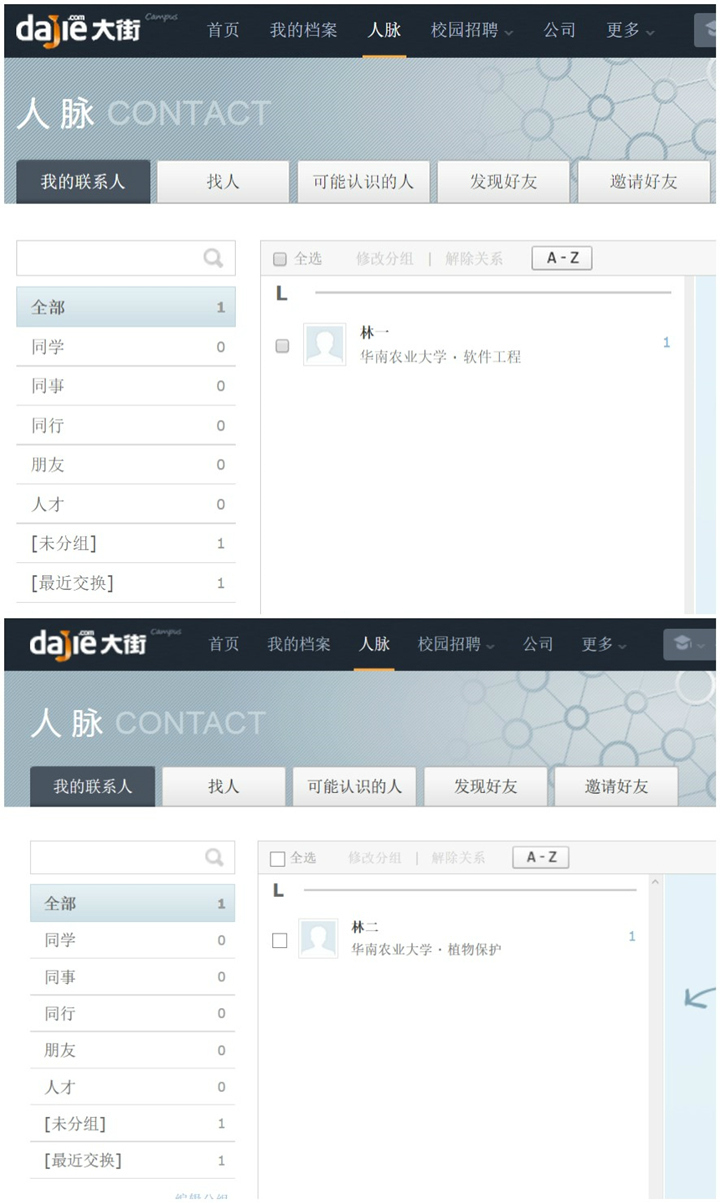 dajie.com 大街 Campus 首页 我的档案 人脉 校园招聘 公司 更多
人脉 CONTACT
我的联系人 找人 可能认识的人 发现好友 邀请好友
全选 修改分组 | 解除关系 A - Z
全部 1
L
同学 0
林一
1
华南农业大学·软件工程
同事 0
同行 0
朋友 0
人才 0
[未分组] 1
[最近交换] 1
dajie.com 大街 Campus 首页 我的档案 人脉 校园招聘 公司 更多
人脉 CONTACT
我的联系人 找人 可能认识的人 发现好友 邀请好友
全选 修改分组 | 解除关系 A - Z
全部 1
L
同学 0
林二
1
华南农业大学·植物保护
同事 0
同行 0
朋友 0
人才 0
[未分组] 1
[最近交换] 1